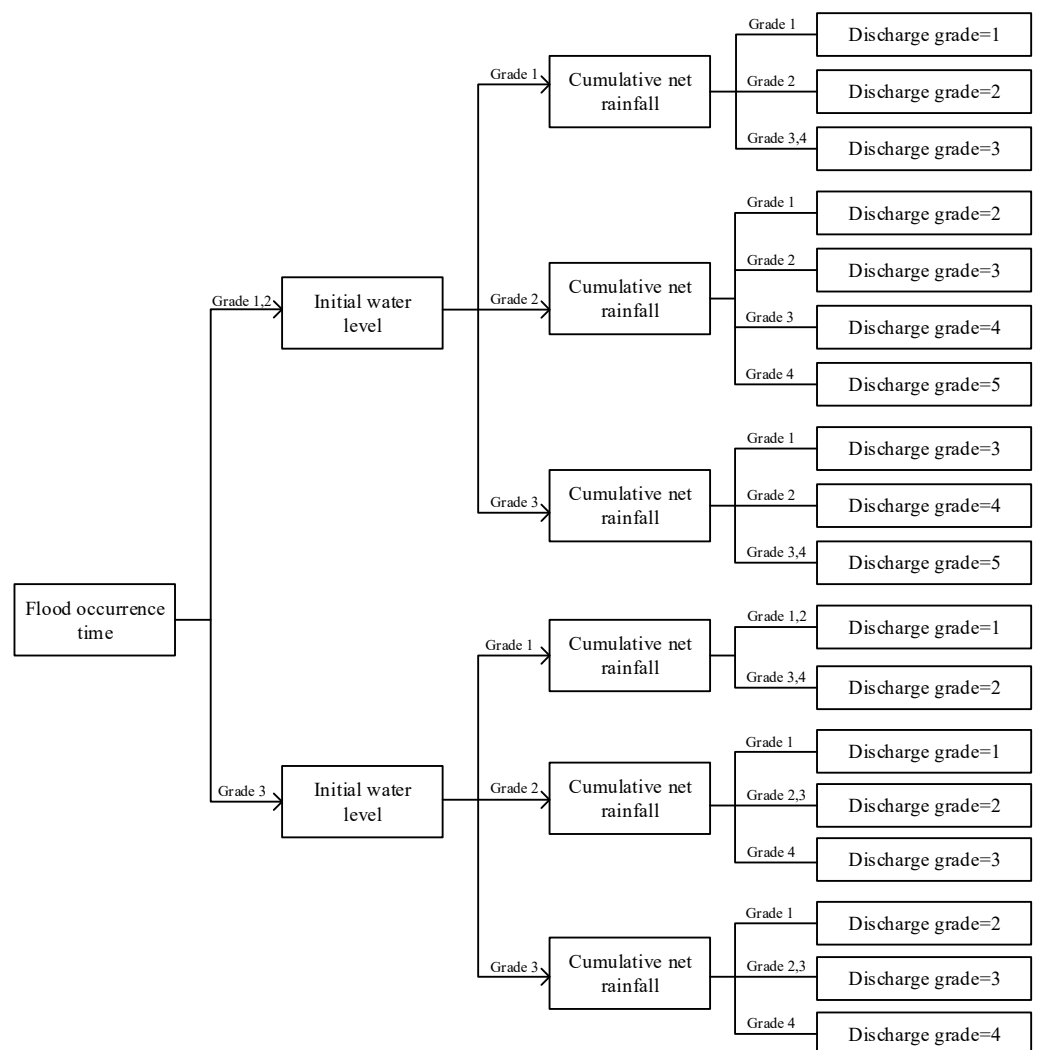 Flood occurrence
time
Grade 1,2
Initial water
level
Grade 1
Cumulative net
rainfall
Grade 1
Discharge grade=1
Grade 2
Discharge grade=2
Grade 3,4
Discharge grade=3
Grade 2
Cumulative net
rainfall
Grade 1
Discharge grade=2
Grade 2
Discharge grade=3
Grade 3
Discharge grade=4
Grade 4
Discharge grade=5
Grade 3
Cumulative net
rainfall
Grade 1
Discharge grade=3
Grade 2
Discharge grade=4
Grade 3,4
Discharge grade=5
Grade 3
Initial water
level
Grade 1
Cumulative net
rainfall
Grade 1,2
Discharge grade=1
Grade 3,4
Discharge grade=2
Grade 2
Cumulative net
rainfall
Grade 1
Discharge grade=1
Grade 2,3
Discharge grade=2
Grade 4
Discharge grade=3
Grade 3
Cumulative net
rainfall
Grade 1
Discharge grade=2
Grade 2,3
Discharge grade=3
Grade 4
Discharge grade=4